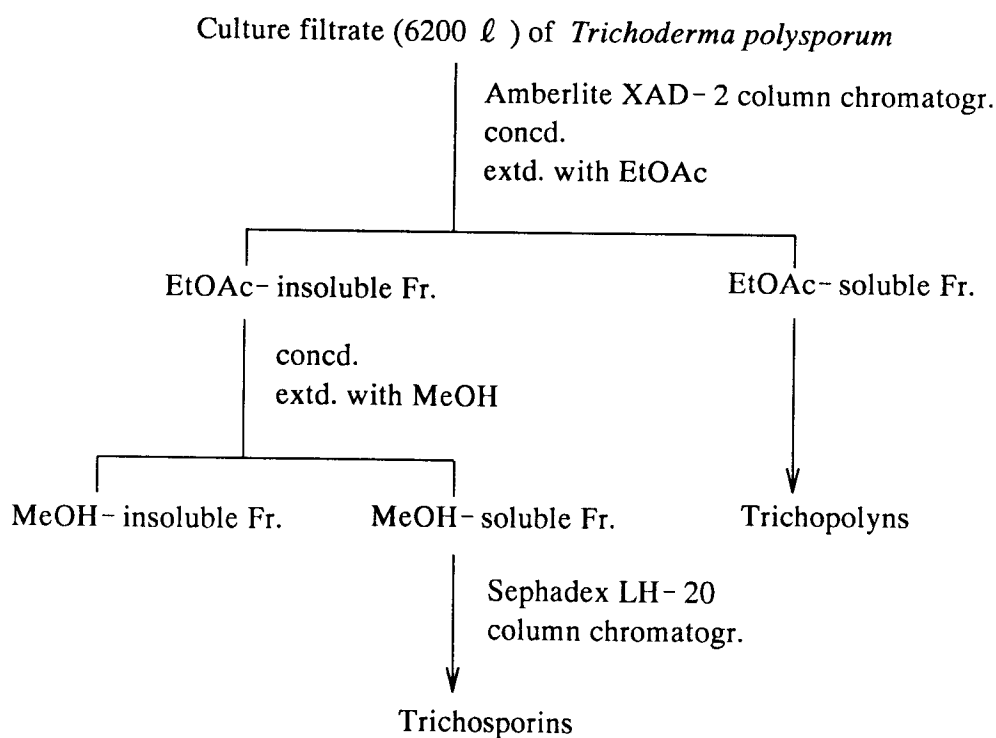 Culture filtrate (6200 ℓ ) of Trichoderma polysporum
Amberlite XAD-2 column chromatogr.
concd.
extd. with EtOAc
EtOAc-insoluble Fr.
EtOAc-soluble Fr.
concd.
extd. with MeOH
MeOH-insoluble Fr.
MeOH-soluble Fr.
Trichopolyns
Sephadex LH-20
column chromatogr.
Trichosporins